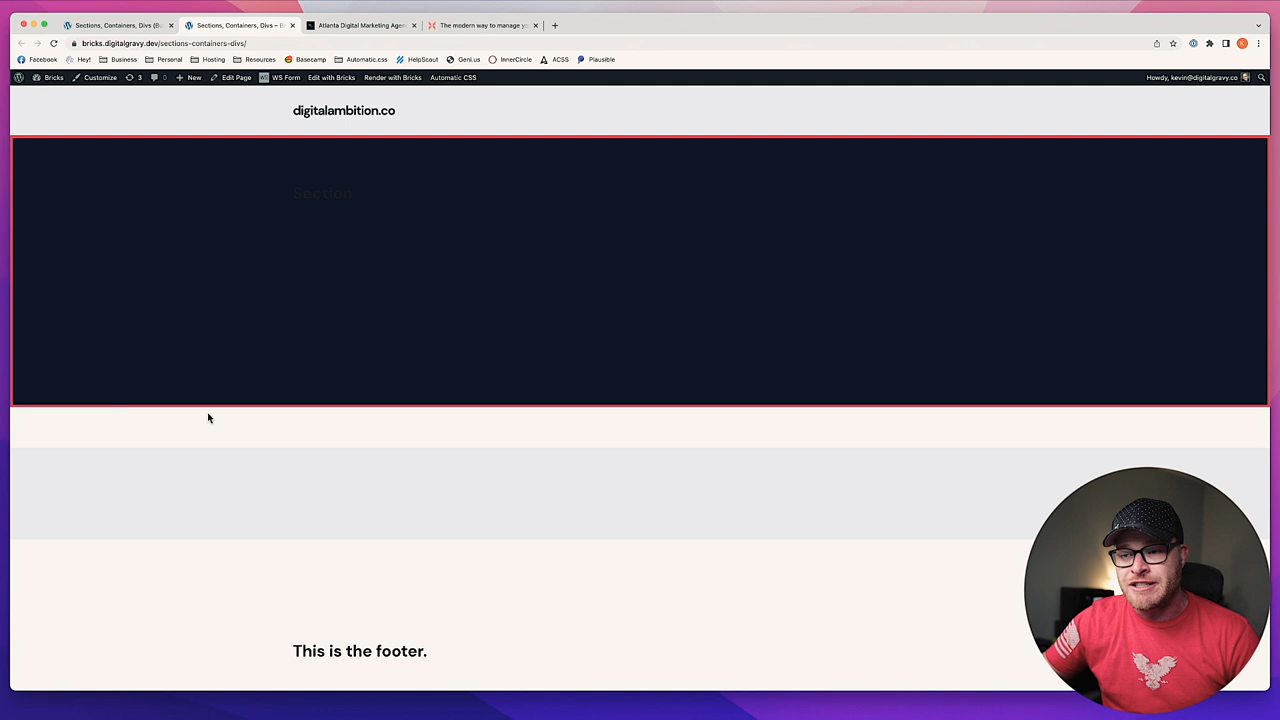 Sections, Containers, Divs (Bu
Sections, Containers, Divs – B
Atlanta Digital Marketing Agen
The modern way to manage yo
bricks.digitalgravy.dev/sections-containers-divs/
Facebook
Hey!
Business
Personal
Hosting
Resources
Basecamp
Automatic.css
HelpScout
Geni.us
InnerCircle
ACSS
Plausible
Bricks
Customize
3
New
Edit Page
WS Form
Edit with Bricks
Render with Bricks
Automatic CSS
Howdy, kevin@digitalgravy.co
digitalambition.co
Section
This is the footer.